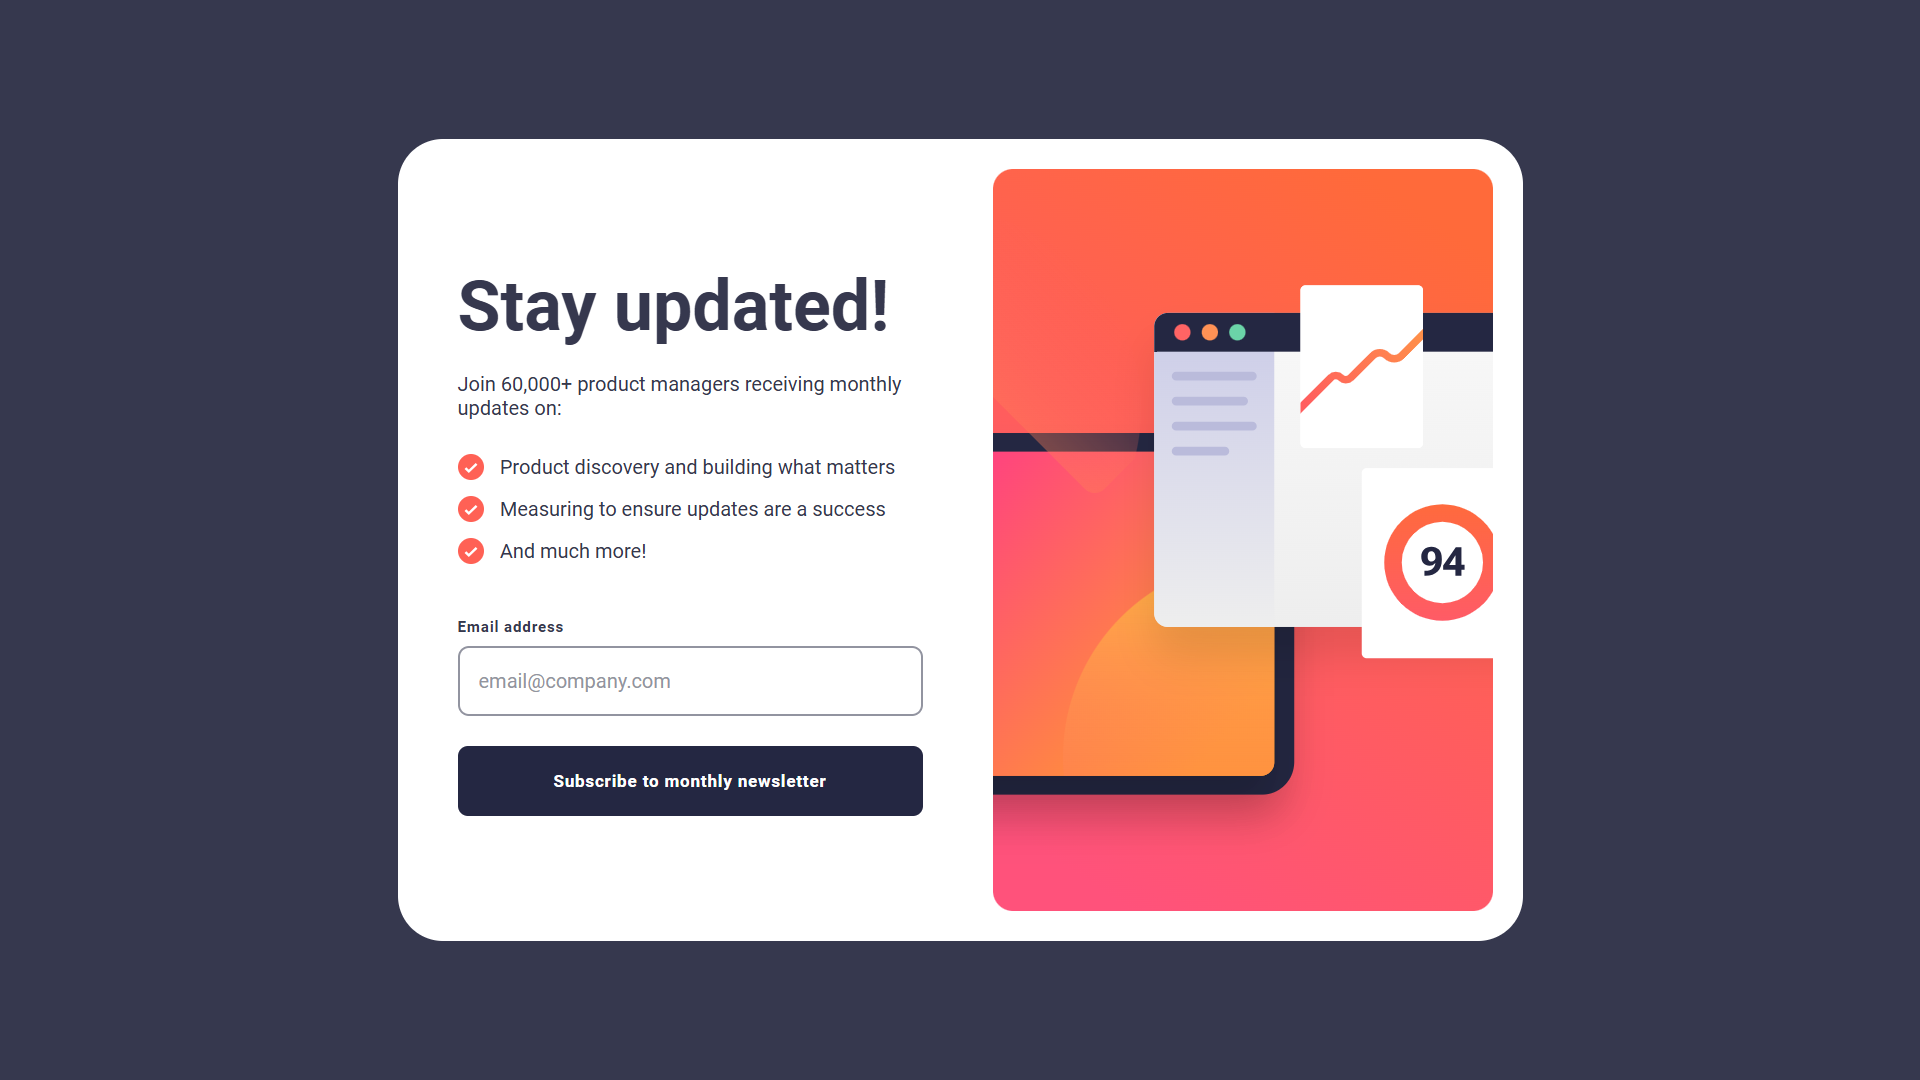 Stay updated!
Join 60,000+ product managers receiving monthly
updates on:
Product discovery and building what matters
Measuring to ensure updates are a success
And much more!
Email address
email@company.com
Subscribe to monthly newsletter
94